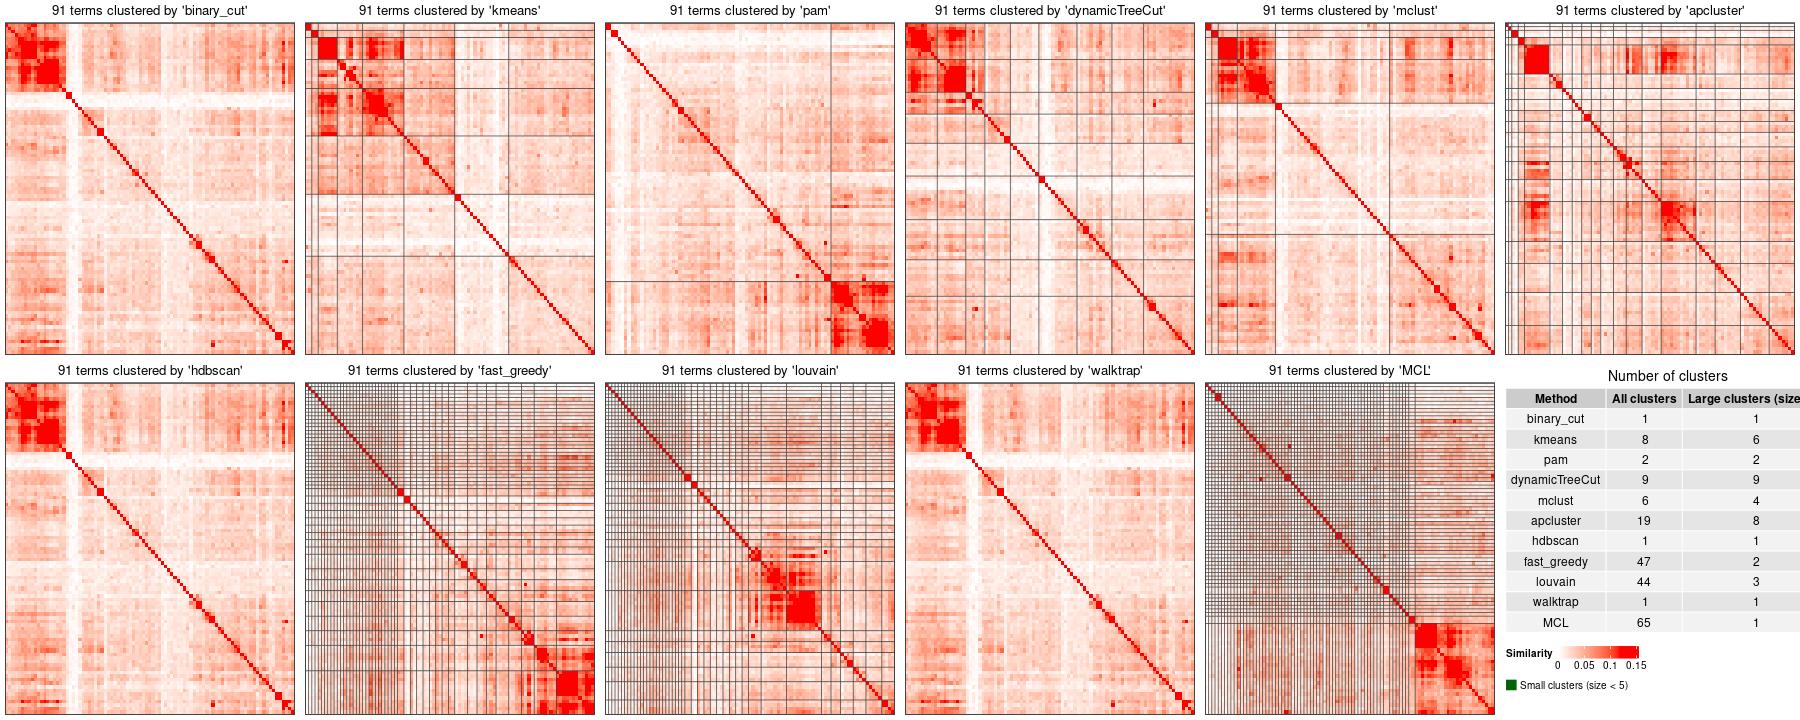 91 terms clustered by 'binary_cut'
91 terms clustered by 'kmeans'
91 terms clustered by 'pam'
91 terms clustered by 'dynamicTreeCut'
91 terms clustered by 'mclust'
91 terms clustered by 'apcluster'
91 terms clustered by 'hdbscan'
91 terms clustered by 'fast_greedy'
91 terms clustered by 'louvain'
91 terms clustered by 'walktrap'
91 terms clustered by 'MCL'
Number of clusters
Method All clusters Large clusters (size
binary_cut 1 1
kmeans 8 6
pam 2 2
dynamicTreeCut 9 9
mclust 6 4
apcluster 19 8
hdbscan 1 1
fast_greedy 47 2
louvain 44 3
walktrap 1 1
MCL 65 1
Similarity
0 0.05 0.1 0.15
Small clusters (size < 5)